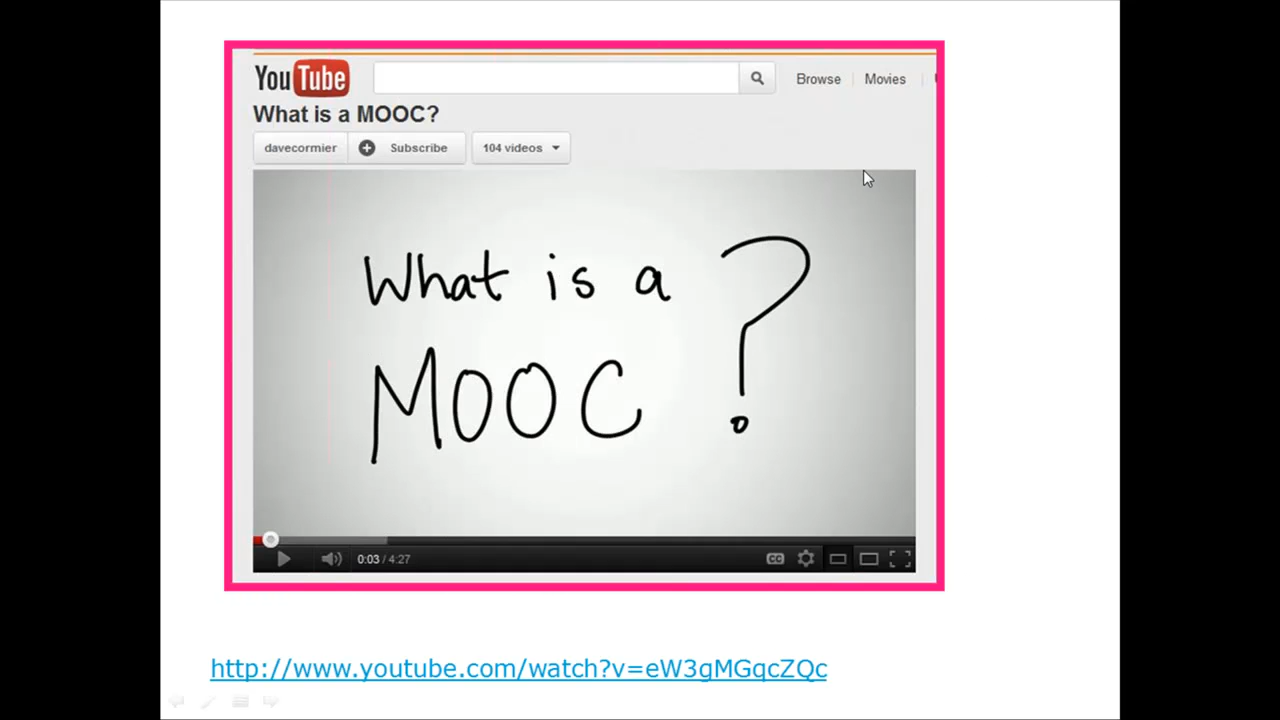 YouTube
Browse Movies
What is a MOOC?
davecormier Subscribe 104 videos
What is a
MOOC ?
0:03 / 4:27 CC
http://www.youtube.com/watch?v=eW3gMGqcZQc